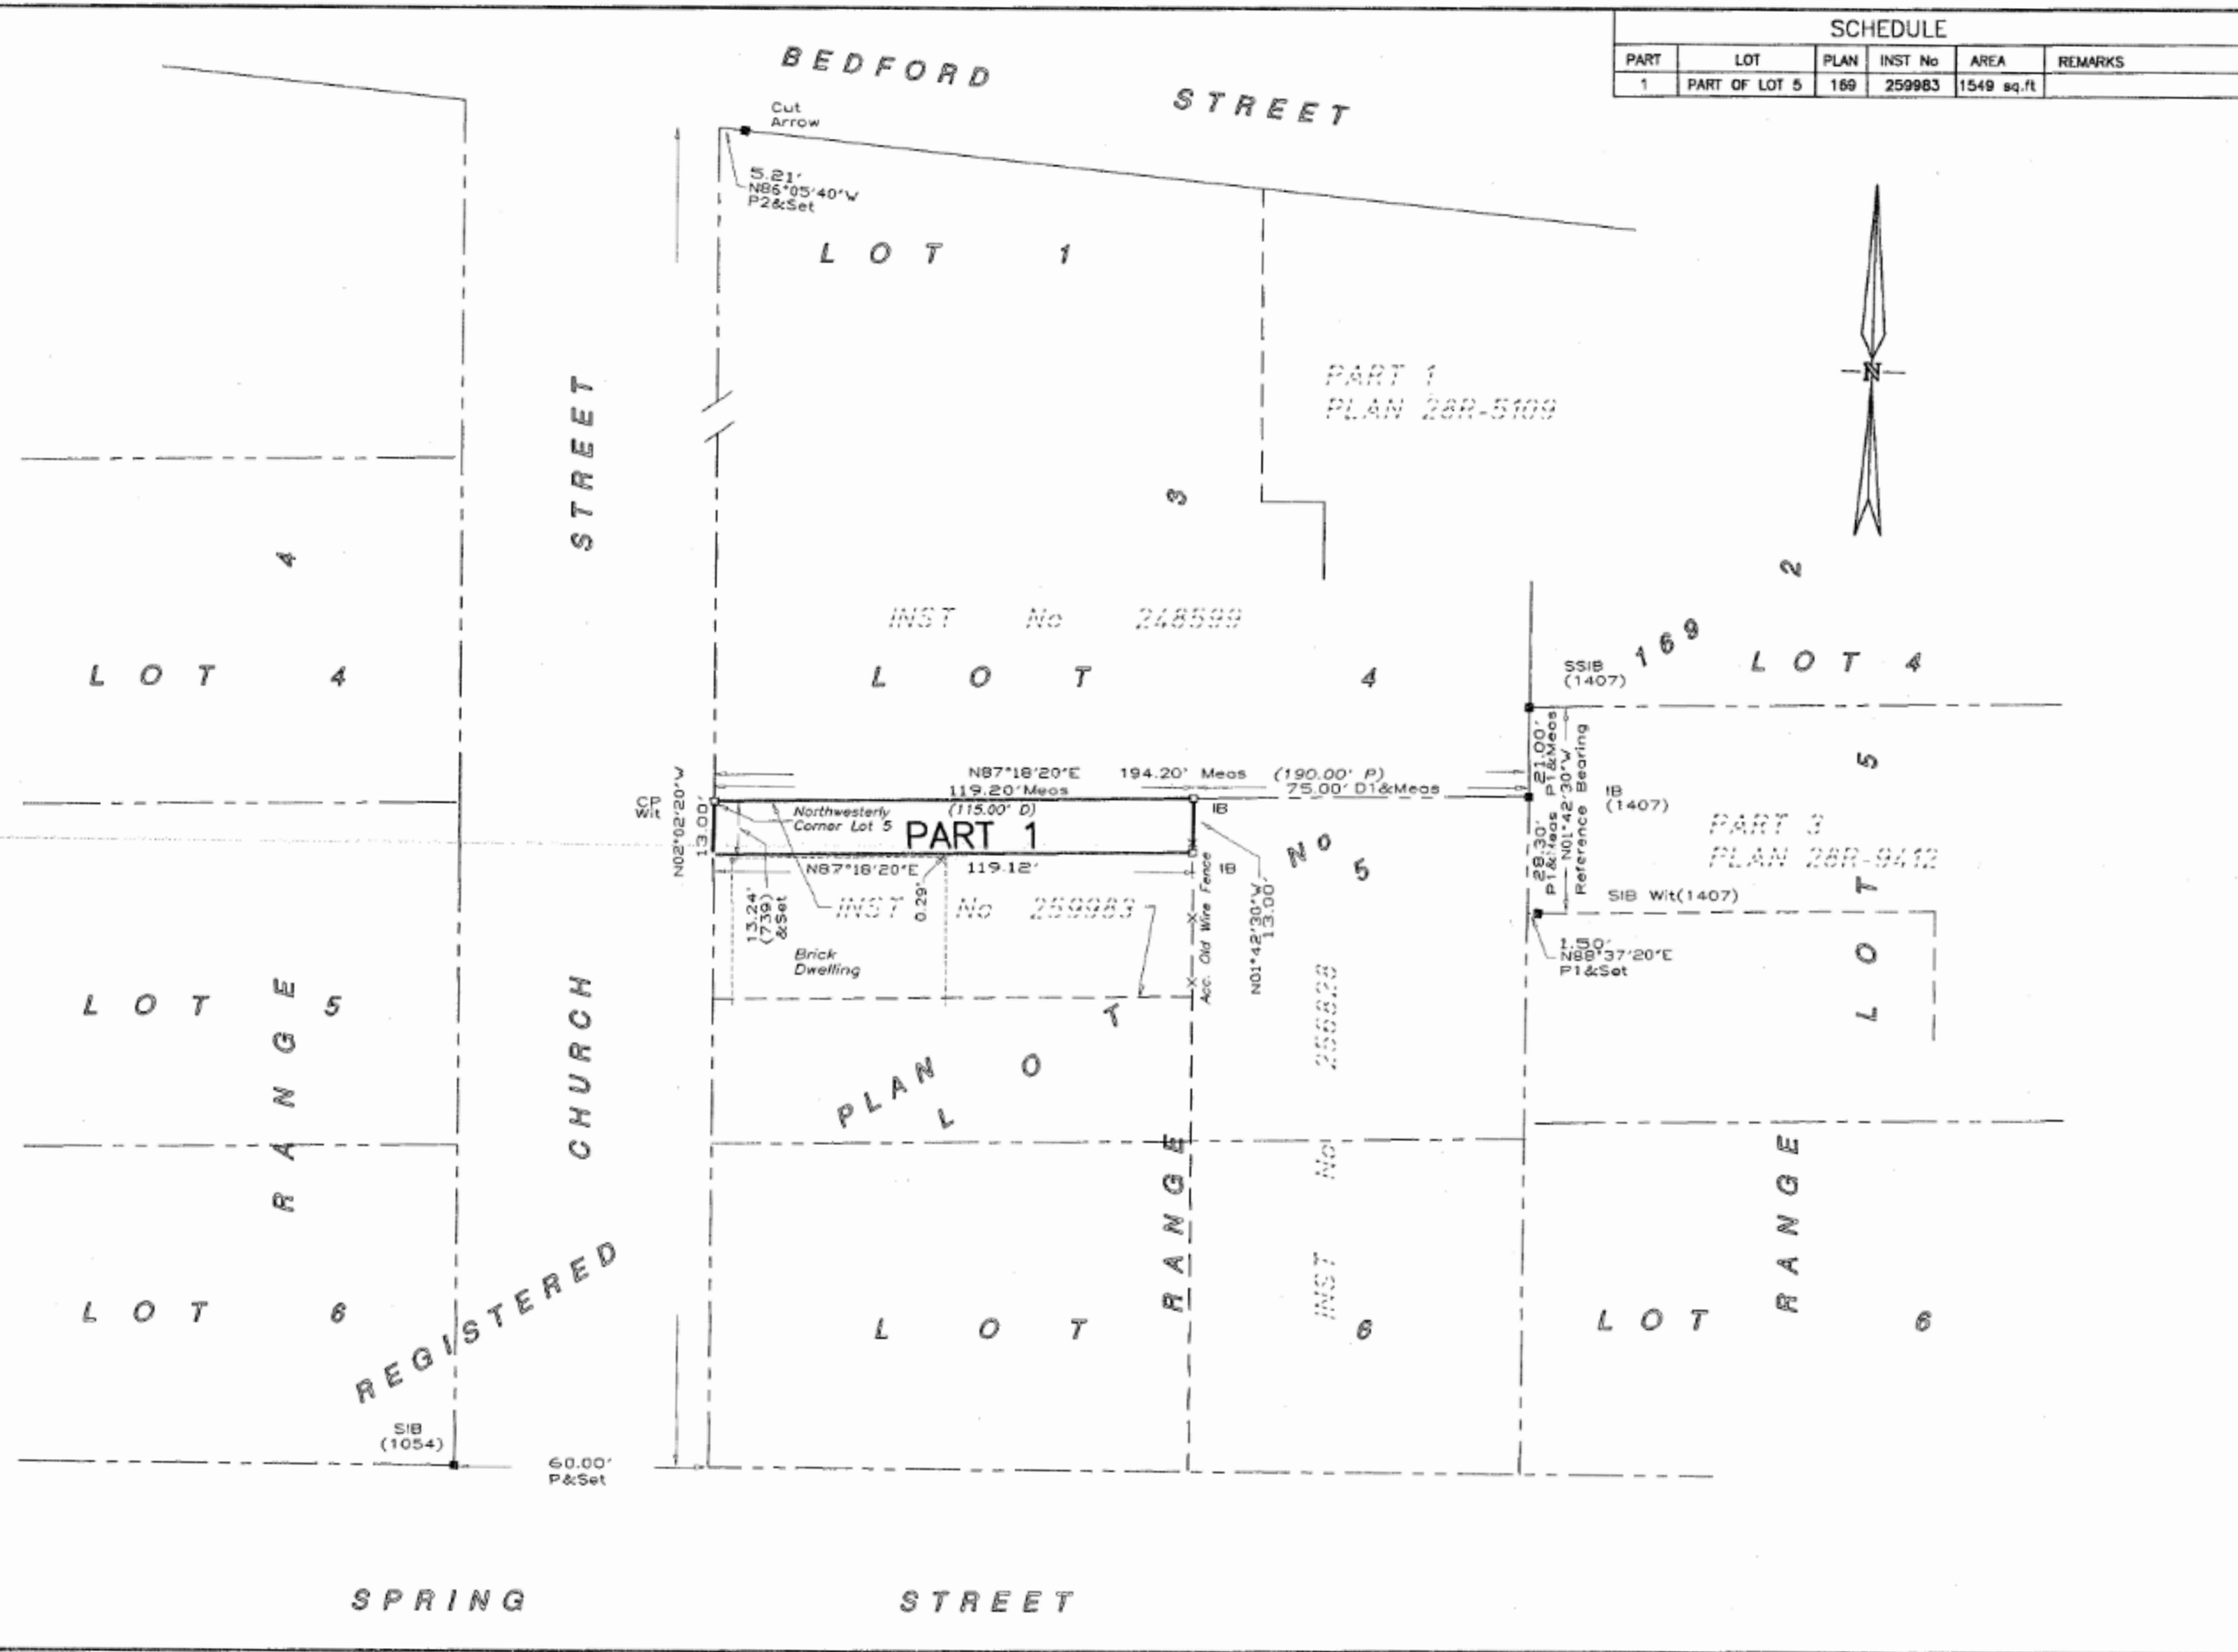 SCHEDULE
PART LOT PLAN INST No AREA REMARKS
1 PART OF LOT 5 169 259983 1549 sq.ft
BEDFORD STREET
Cut
Arrow
5.21'
N86°05'40"W
P2&Set
LOT 1
PART 1
PLAN 28R-5109
N
STREET
3
4
2
INST No 248599
169
LOT 4
LOT 4
LOT 4
SSIB
(1407)
21.00'
P1&Meas
N01°42'30"W
Reference Bearing
28.30'
P1&Meas
IB
(1407)
5
N87°18'20"E 194.20' Meas (190.00' P)
119.20' Meas
75.00' D1&Meas
(115.00' D)
CP
Wit
N02°02'20"W
13.00'
Northwesterly
Corner Lot 5
PART 1
IB
No
5
PART 3
PLAN 28R-9412
N87°18'20"E 119.12'
IB
SIB Wit(1407)
13.24'
(739)
&Set
0.29'
INST No 259983
Acc. Old Wire Fence
N01°42'30"W
13.00'
Brick
Dwelling
1.50'
N88°37'20"E
P1&Set
LOT 5
RANGE
CHURCH
PLAN
LOT
256828
INST No
LOT
RANGE
RANGE
REGISTERED
LOT 6
LOT 6
LOT 6
SIB
(1054)
60.00'
P&Set
SPRING STREET